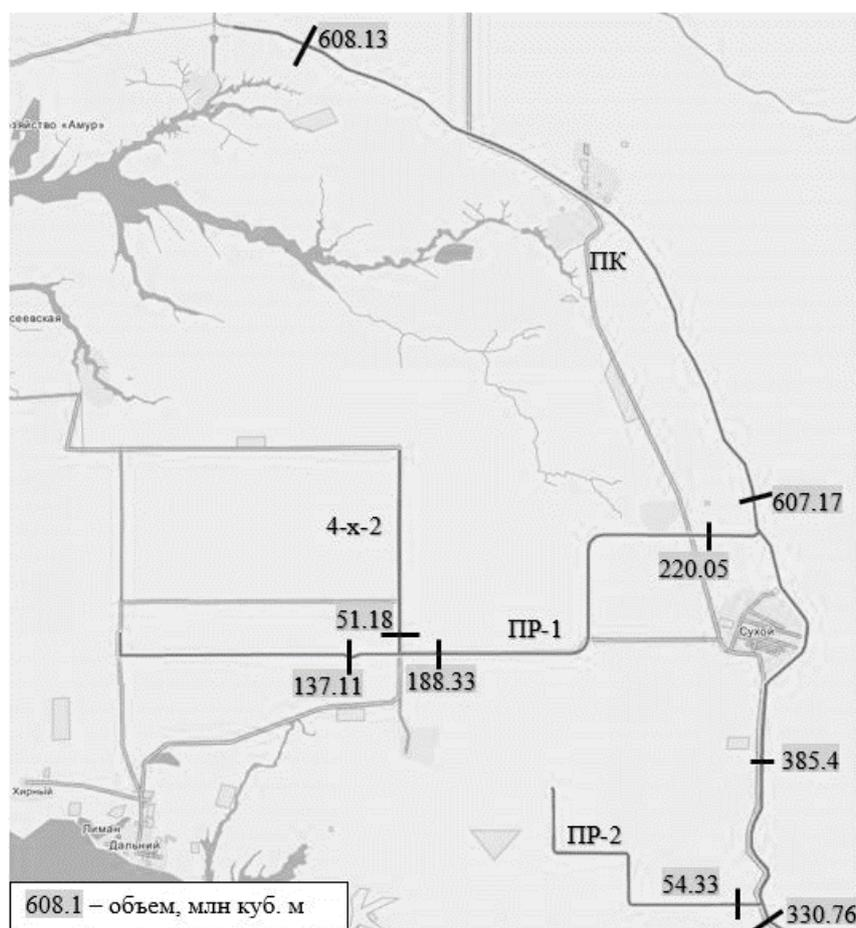 608.13
зяйство «Амур»
ПК
сеевская
607.17
4-х-2
220.05
51.18
ПР-1
Сухой
137.11
188.33
385.4
Хирный
Лиман
ПР-2
Дальний
54.33
608.1 – объем, млн куб. м
330.76